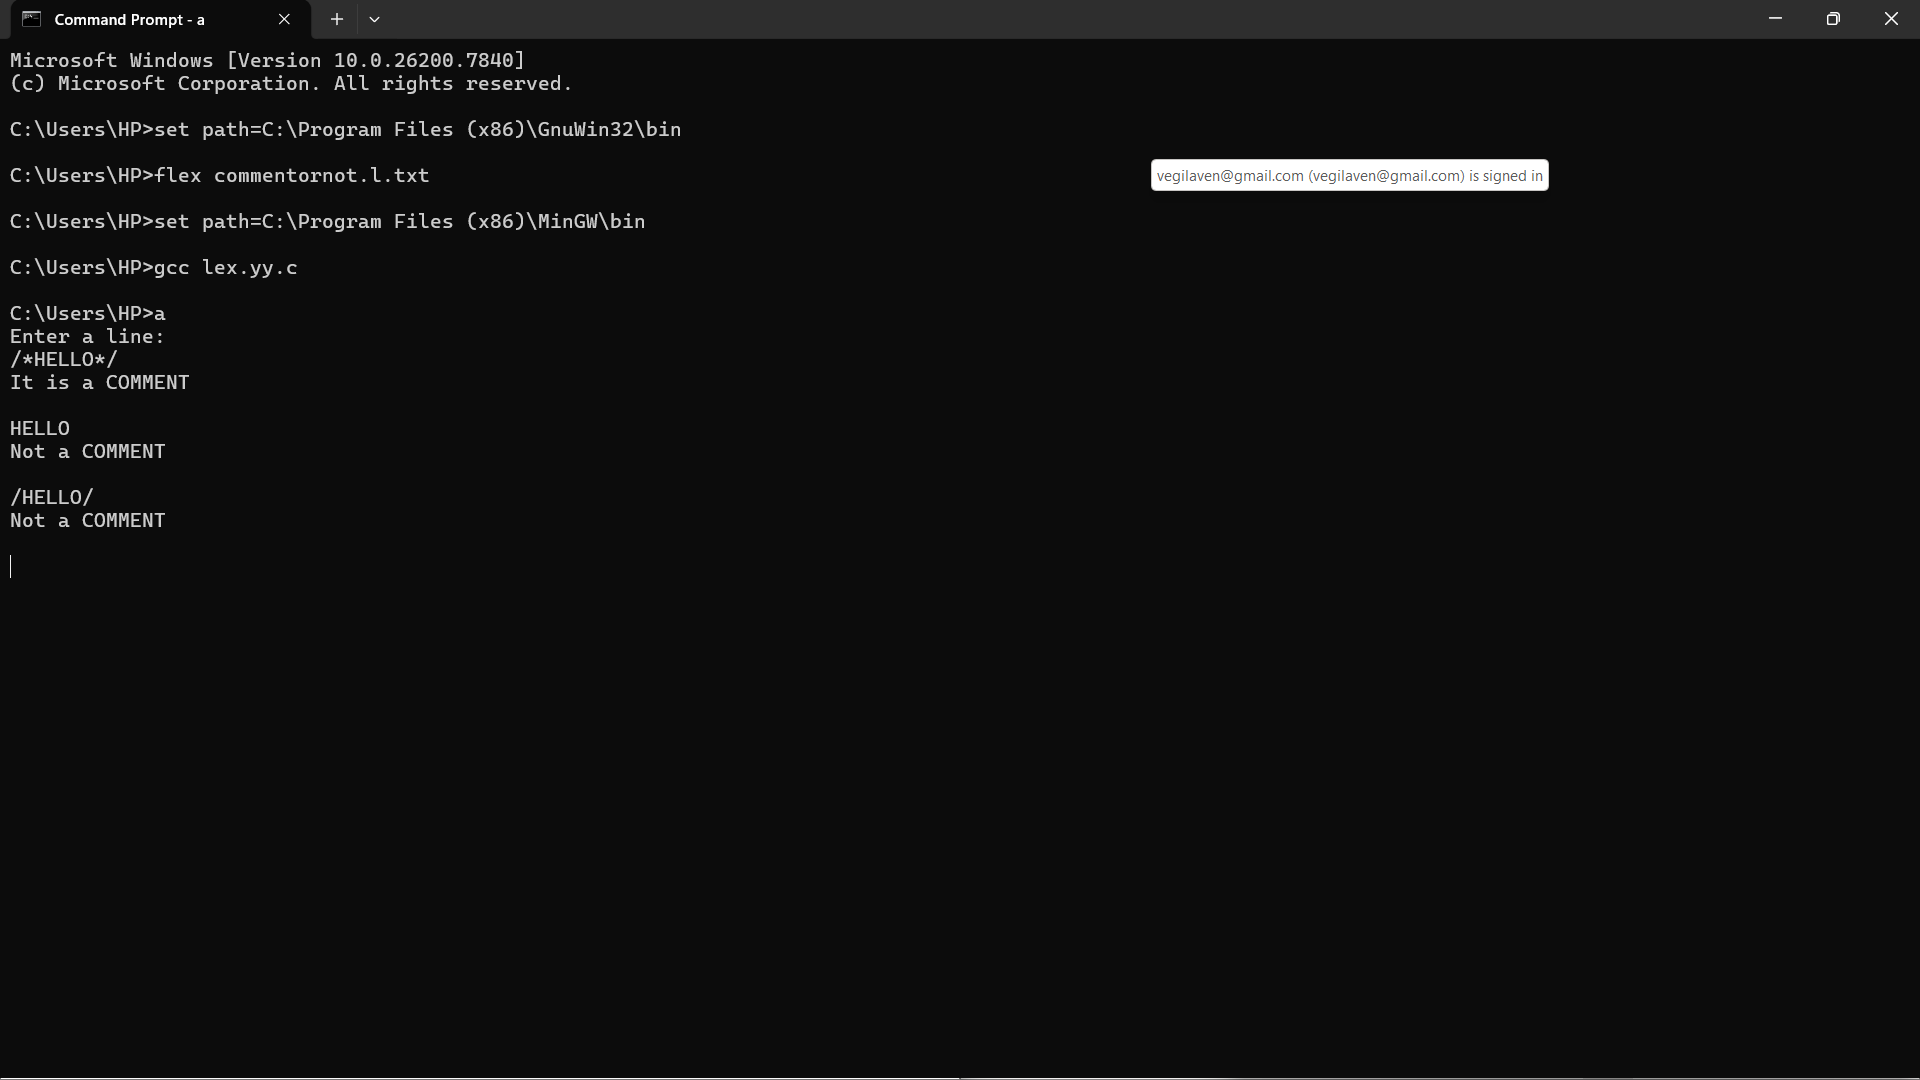 Command Prompt - a
Microsoft Windows [Version 10.0.26200.7840]
(c) Microsoft Corporation. All rights reserved.
C:\Users\HP>set path=C:\Program Files (x86)\GnuWin32\bin
C:\Users\HP>flex commentornot.l.txt
vegilaven@gmail.com (vegilaven@gmail.com) is signed in
C:\Users\HP>set path=C:\Program Files (x86)\MinGW\bin
C:\Users\HP>gcc lex.yy.c
C:\Users\HP>a
Enter a line:
/*HELLO*/
It is a COMMENT
HELLO
Not a COMMENT
/HELLO/
Not a COMMENT